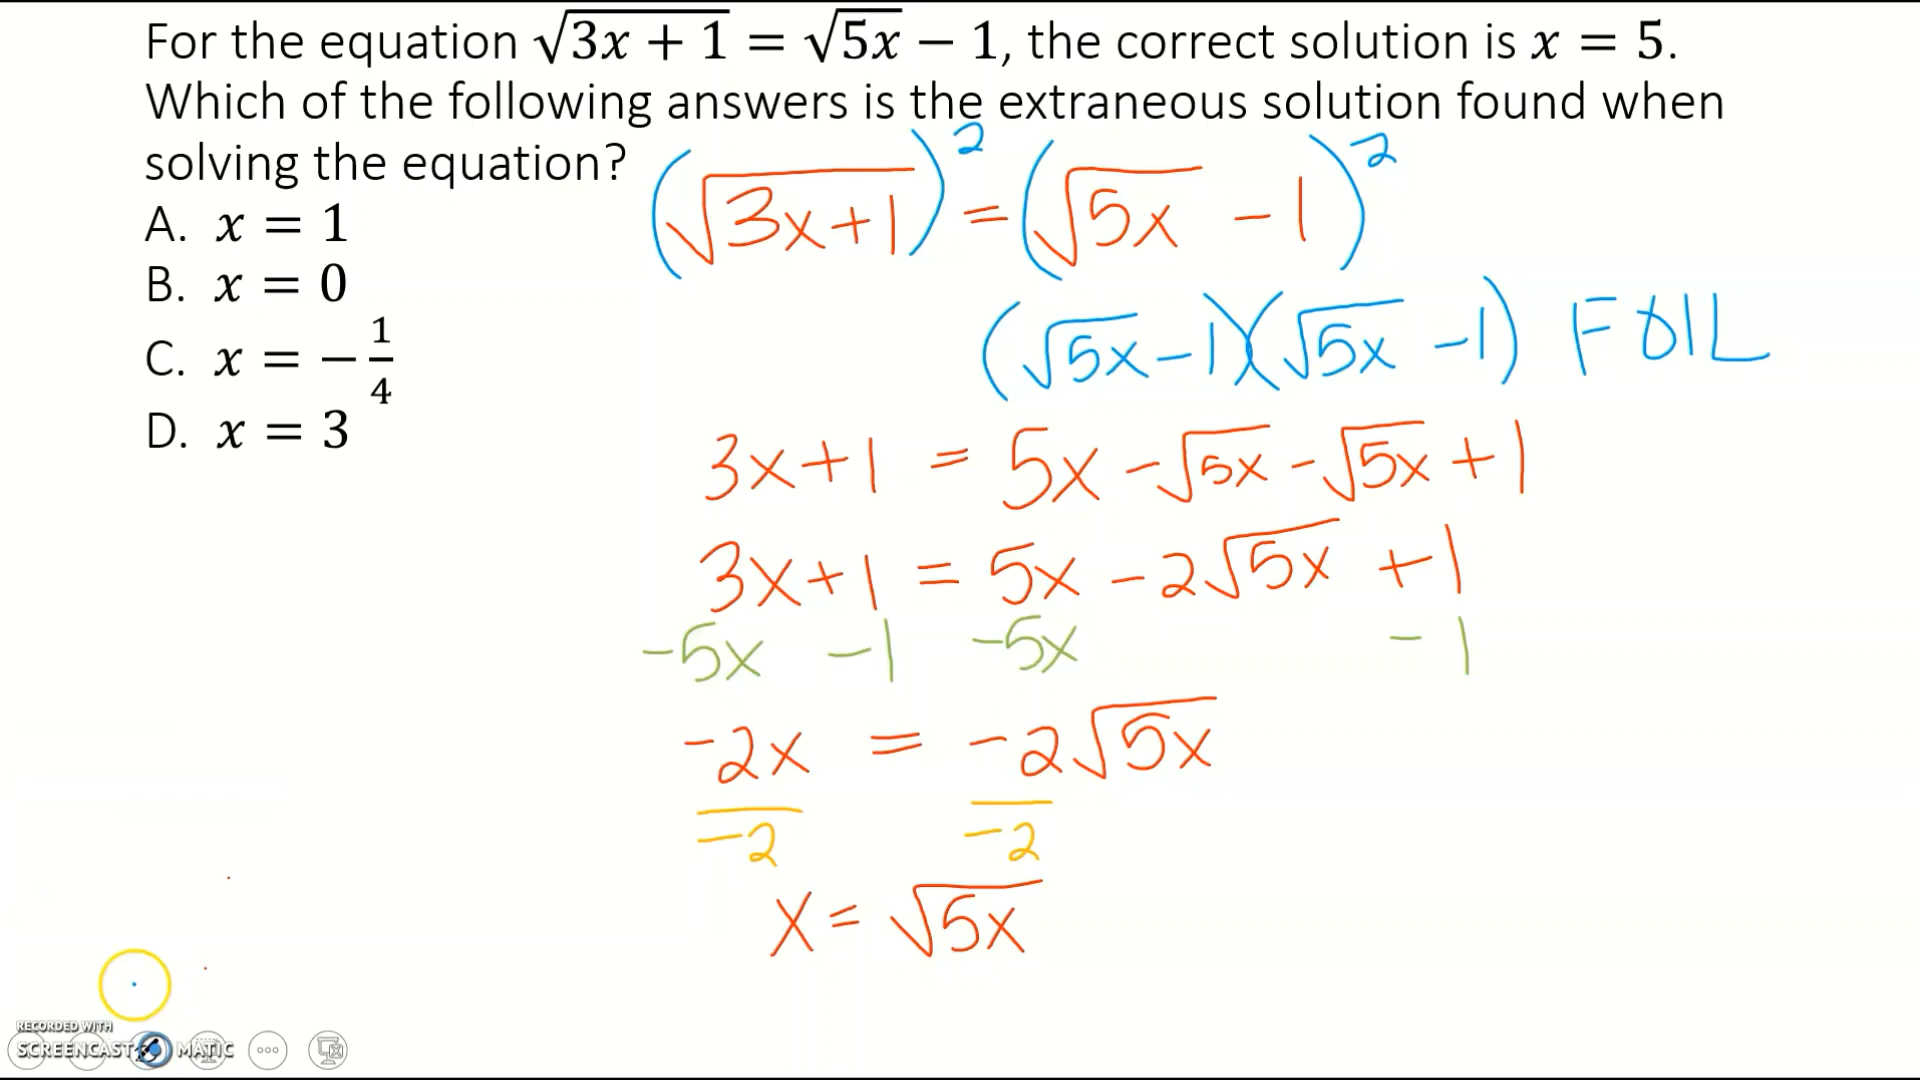 For the equation √(3x + 1) = √(5x) − 1, the correct solution is x = 5.
Which of the following answers is the extraneous solution found when
solving the equation?
A. x = 1
B. x = 0
C. x = −1/4
D. x = 3
(√(3x+1))² = (√(5x) − 1)²
(√(5x) − 1)(√(5x) − 1) FOIL
3x+1 = 5x − √(5x) − √(5x) + 1
3x+1 = 5x − 2√(5x) + 1
−5x −1 −5x −1
−2x = −2√(5x)
−2 −2
x = √(5x)
RECORDED WITH
SCREENCAST MATIC